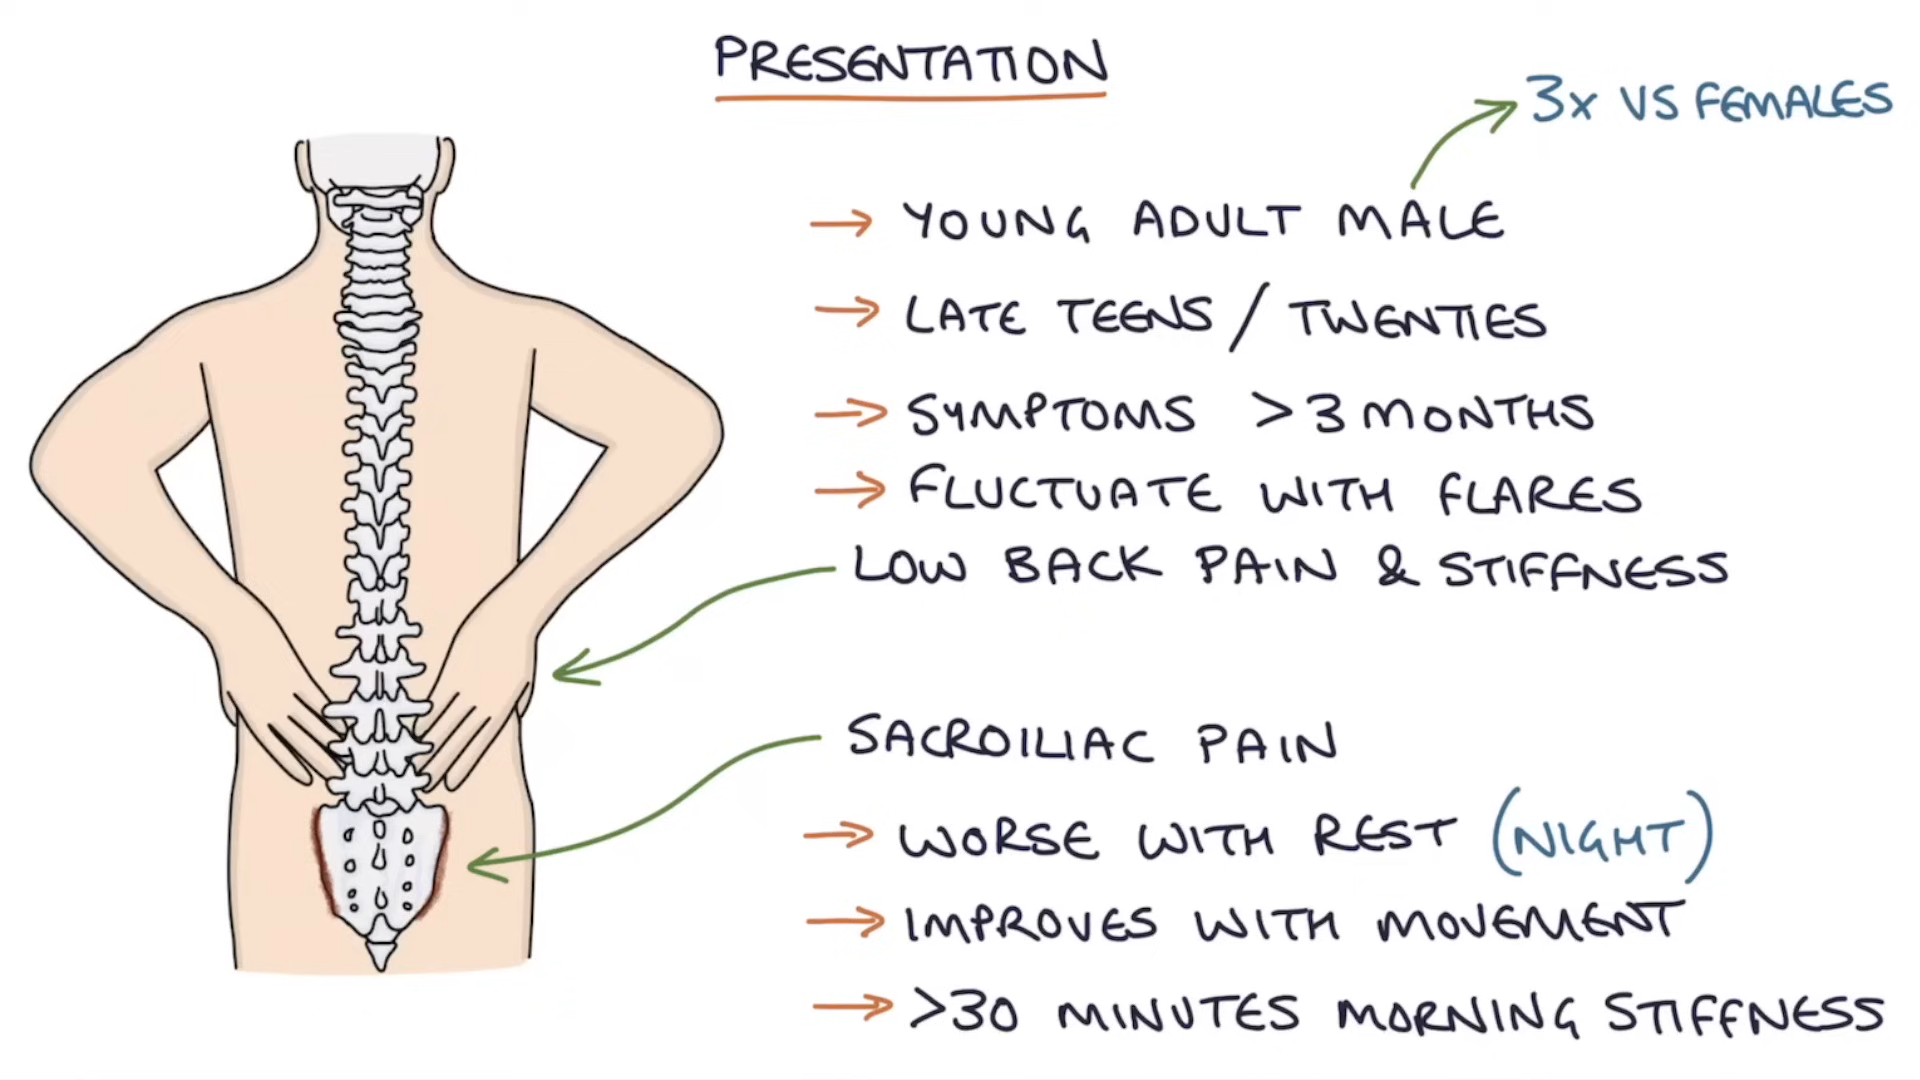 PRESENTATION
3x VS FEMALES
→ YOUNG ADULT MALE
→ LATE TEENS / TWENTIES
→ SYMPTOMS >3 MONTHS
→ FLUCTUATE WITH FLARES
LOW BACK PAIN & STIFFNESS
SACROILIAC PAIN
→ WORSE WITH REST (NIGHT)
→ IMPROVES WITH MOVEMENT
→ >30 MINUTES MORNING STIFFNESS